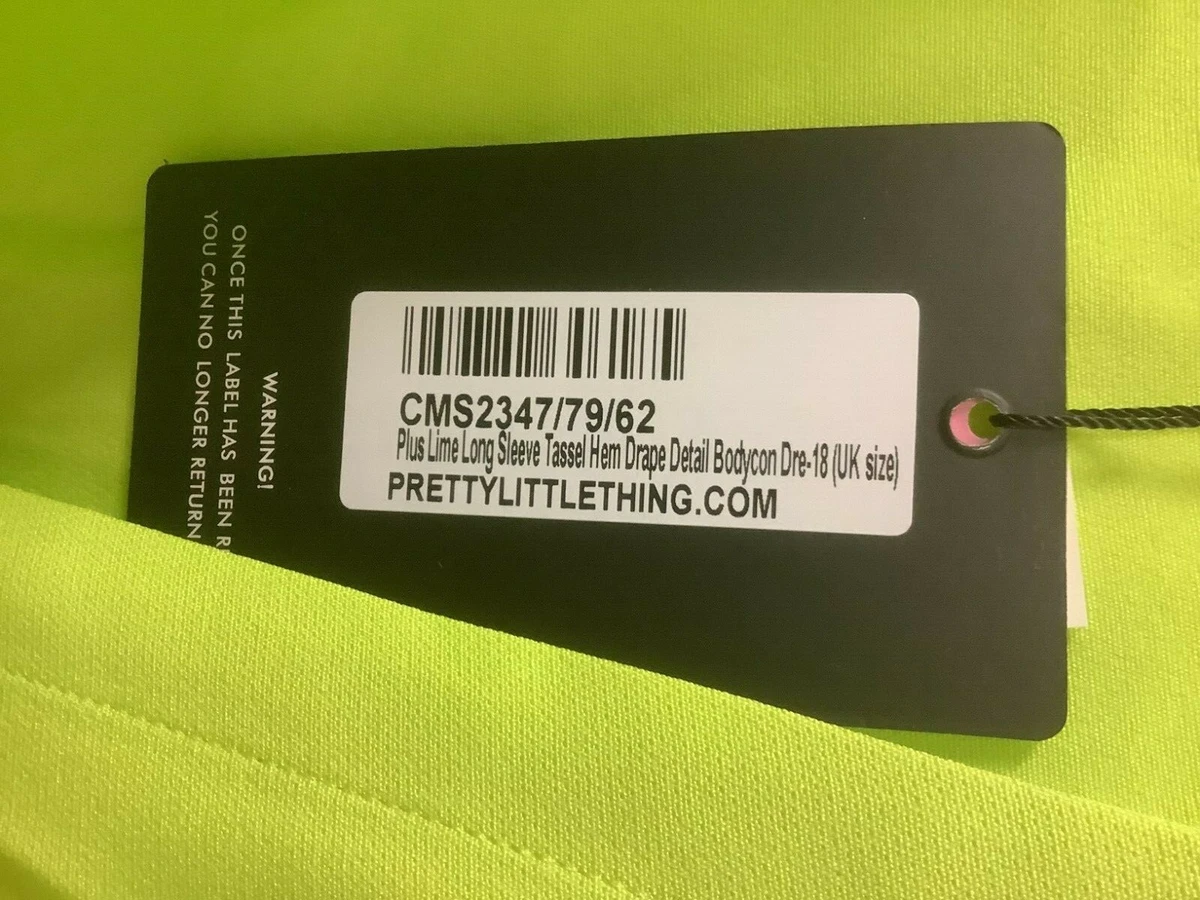 CMS2347/79/62
Plus Lime Long Sleeve Tassel Hem Drape Detail Bodycon Dre-18 (UK size)
PRETTYLITTLETHING.COM
WARNING!
ONCE THIS LABEL HAS BEEN
YOU CAN NO LONGER RETURN